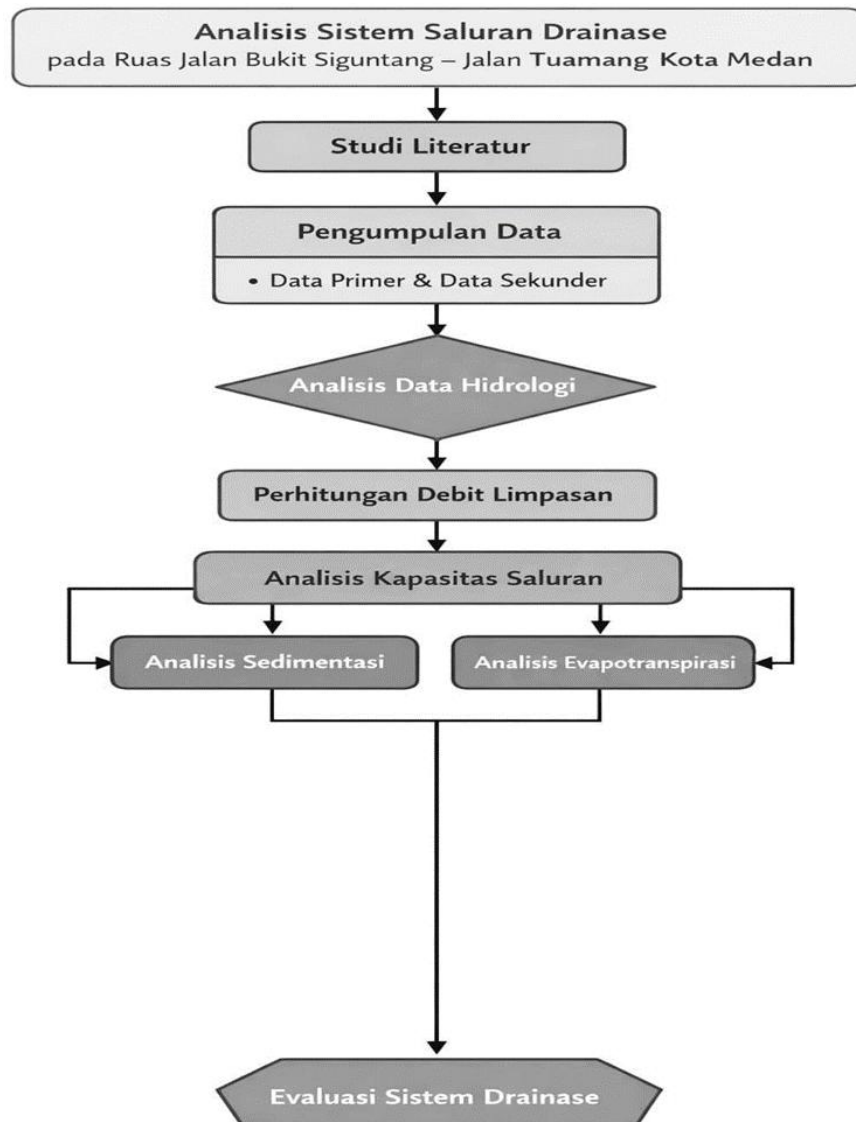 Analisis Sistem Saluran Drainase
pada Ruas Jalan Bukit Siguntang – Jalan Tuamang Kota Medan
Studi Literatur
Pengumpulan Data
• Data Primer & Data Sekunder
Analisis Data Hidrologi
Perhitungan Debit Limpasan
Analisis Kapasitas Saluran
Analisis Sedimentasi
Analisis Evapotranspirasi
Evaluasi Sistem Drainase